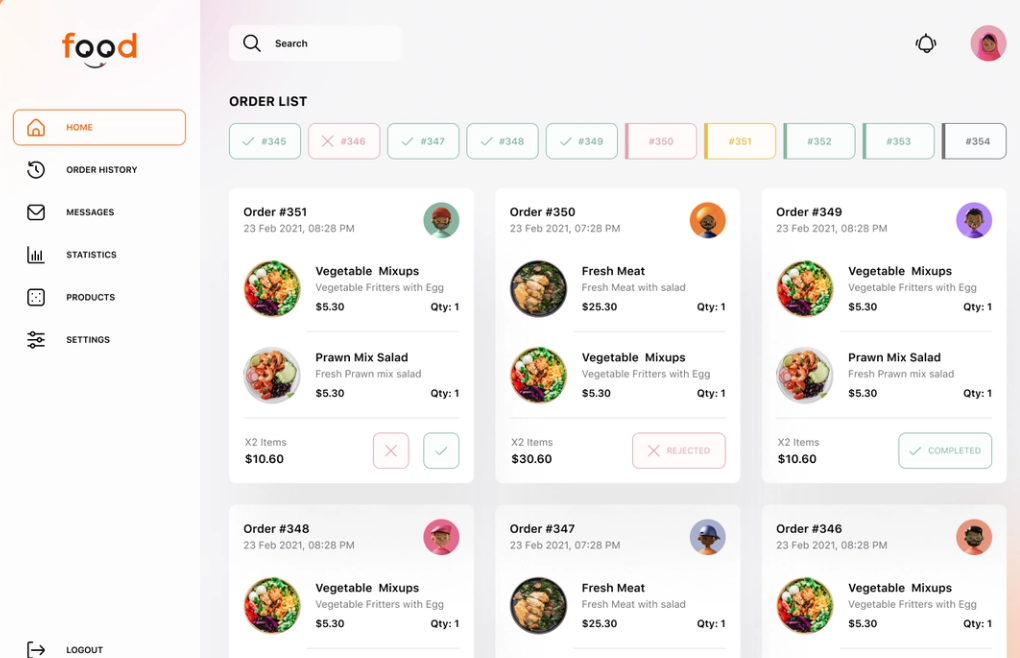 food
Search
ORDER LIST
#345
#346
#347
#348
#349
#350
#351
#352
#353
#354
HOME
ORDER HISTORY
MESSAGES
STATISTICS
PRODUCTS
SETTINGS
LOGOUT
Order #351
23 Feb 2021, 08:28 PM
Vegetable Mixups
Vegetable Fritters with Egg
$5.30 Qty: 1
Prawn Mix Salad
Fresh Prawn mix salad
$5.30 Qty: 1
X2 Items
$10.60
Order #350
23 Feb 2021, 07:28 PM
Fresh Meat
Fresh Meat with salad
$25.30 Qty: 1
Vegetable Mixups
Vegetable Fritters with Egg
$5.30 Qty: 1
X2 Items
$30.60
REJECTED
Order #349
23 Feb 2021, 08:28 PM
Vegetable Mixups
Vegetable Fritters with Egg
$5.30 Qty: 1
Prawn Mix Salad
Fresh Prawn mix salad
$5.30 Qty: 1
X2 Items
$10.60
COMPLETED
Order #348
23 Feb 2021, 08:28 PM
Vegetable Mixups
Vegetable Fritters with Egg
$5.30 Qty: 1
Order #347
23 Feb 2021, 07:28 PM
Fresh Meat
Fresh Meat with salad
$25.30 Qty: 1
Order #346
23 Feb 2021, 08:28 PM
Vegetable Mixups
Vegetable Fritters with Egg
$5.30 Qty: 1